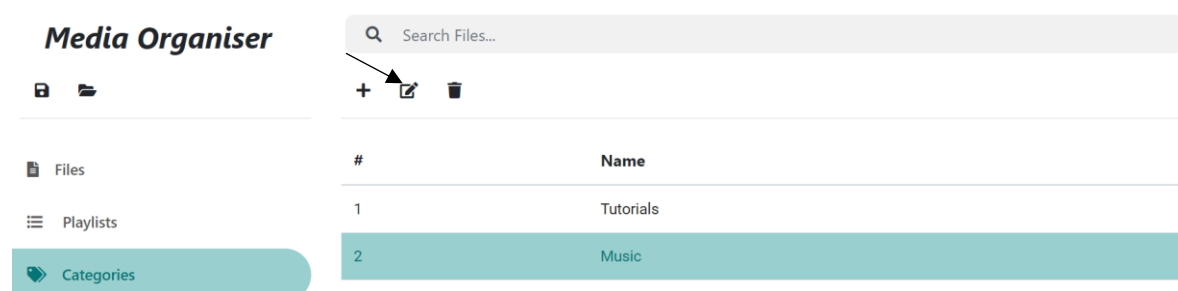 Media Organiser
Search Files...
Files
Playlists
Categories
# Name
1 Tutorials
2 Music